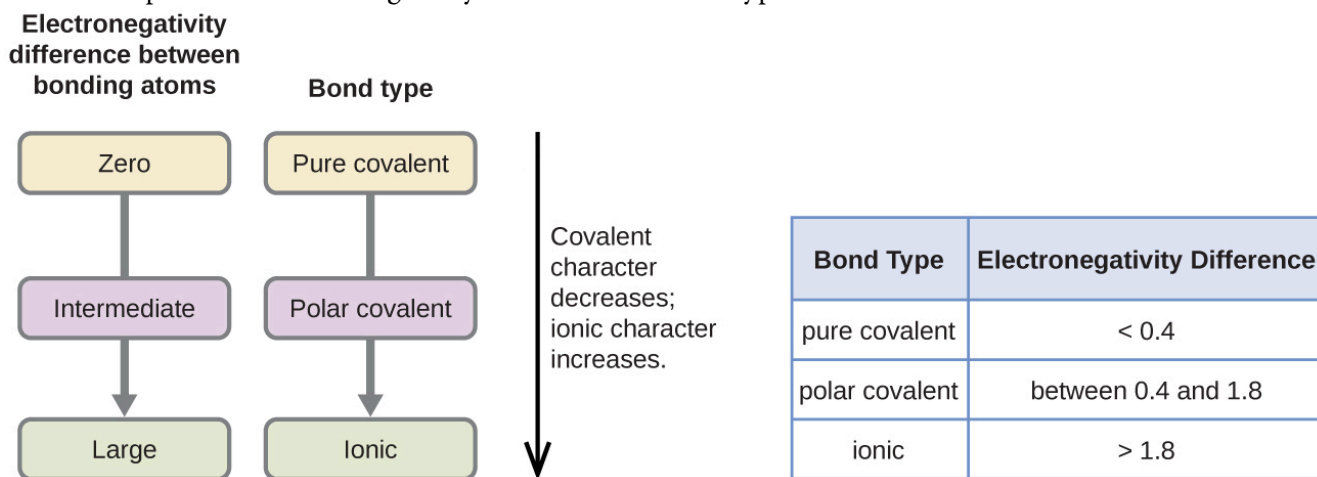 Electronegativity
difference between
bonding atoms
Bond type
Zero
Pure covalent
Intermediate
Polar covalent
Large
Ionic
Covalent
character
decreases;
ionic character
increases.
Bond Type Electronegativity Difference
pure covalent < 0.4
polar covalent between 0.4 and 1.8
ionic > 1.8